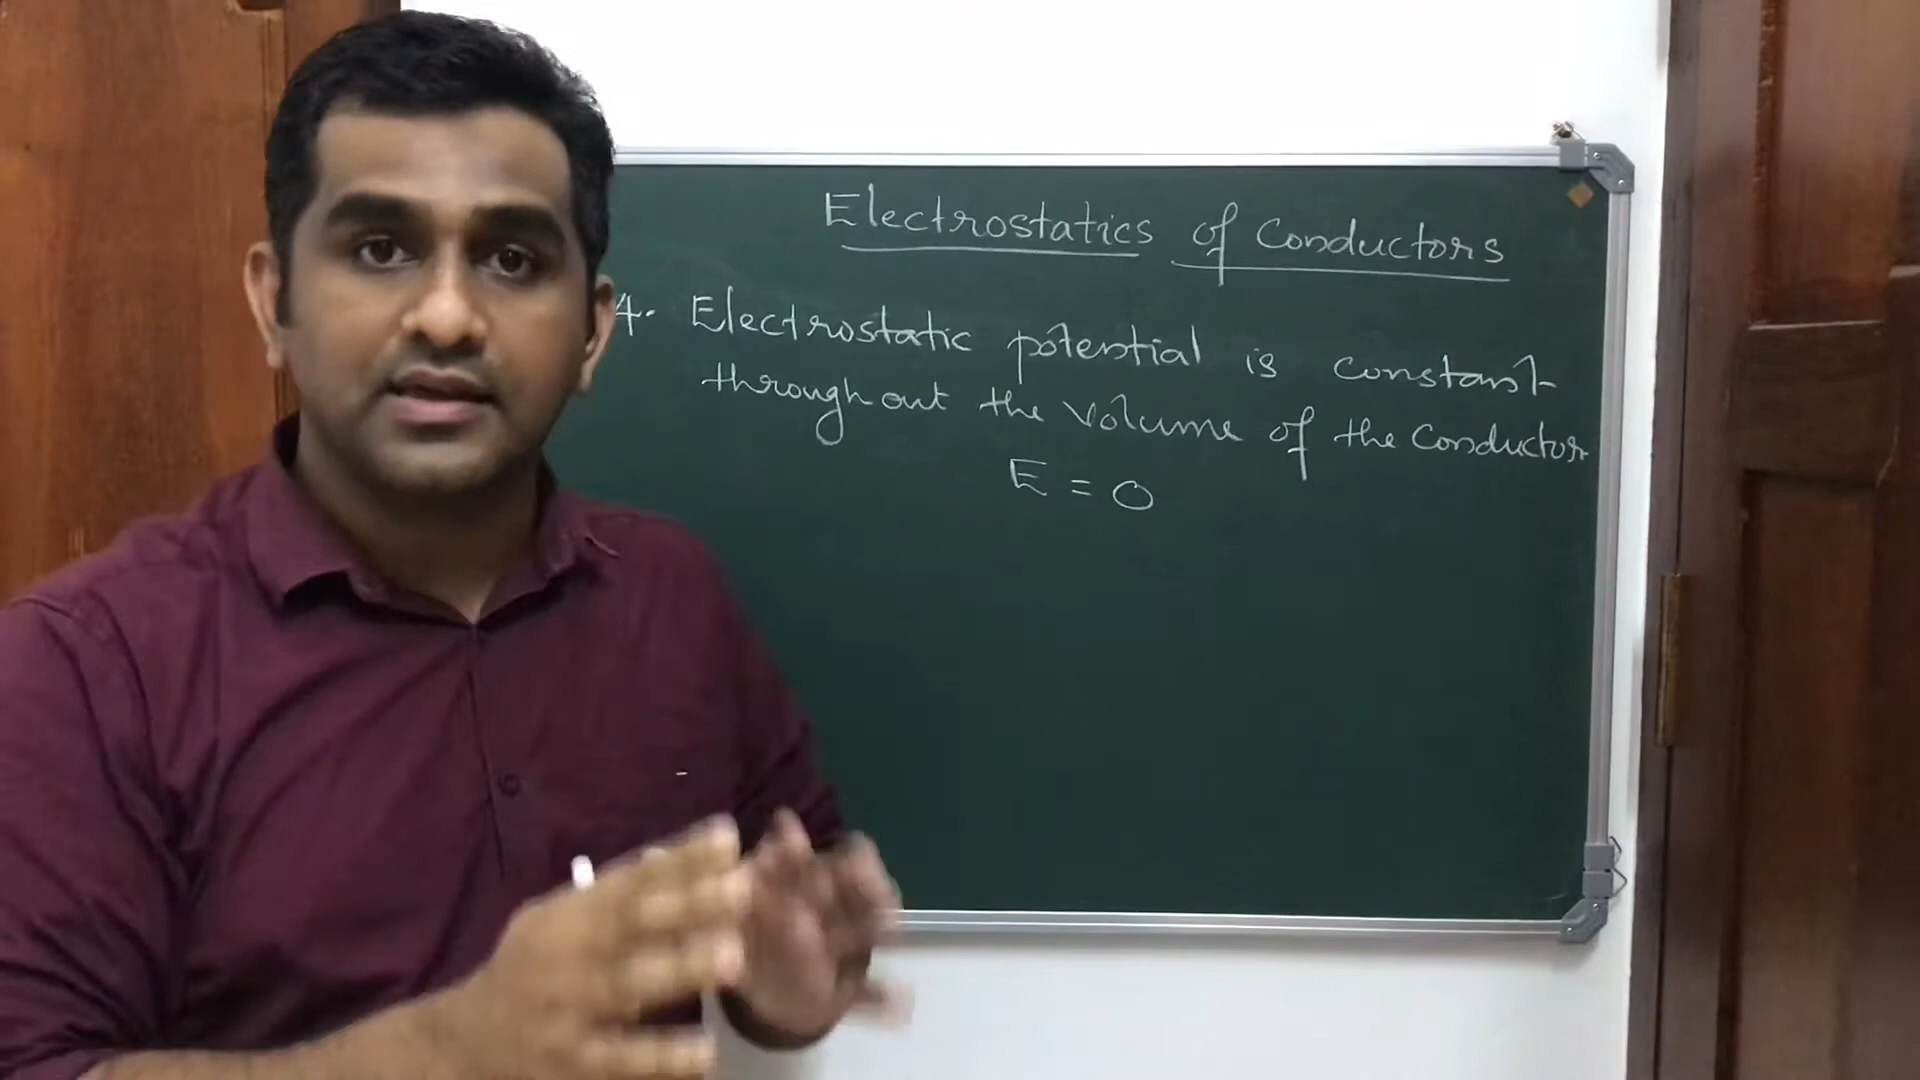 Electrostatics of Conductors
4. Electrostatic potential is constant
throughout the volume of the conductor
E = 0